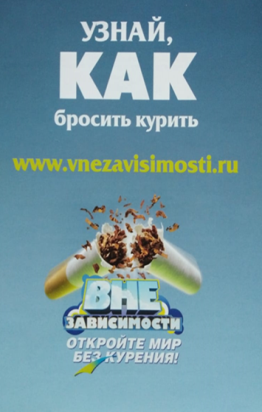 УЗНАЙ,
КАК
бросить курить
www.vnezavisimosti.ru
ВНЕ
ЗАВИСИМОСТИ
ОТКРОЙТЕ МИР
БЕЗ КУРЕНИЯ!